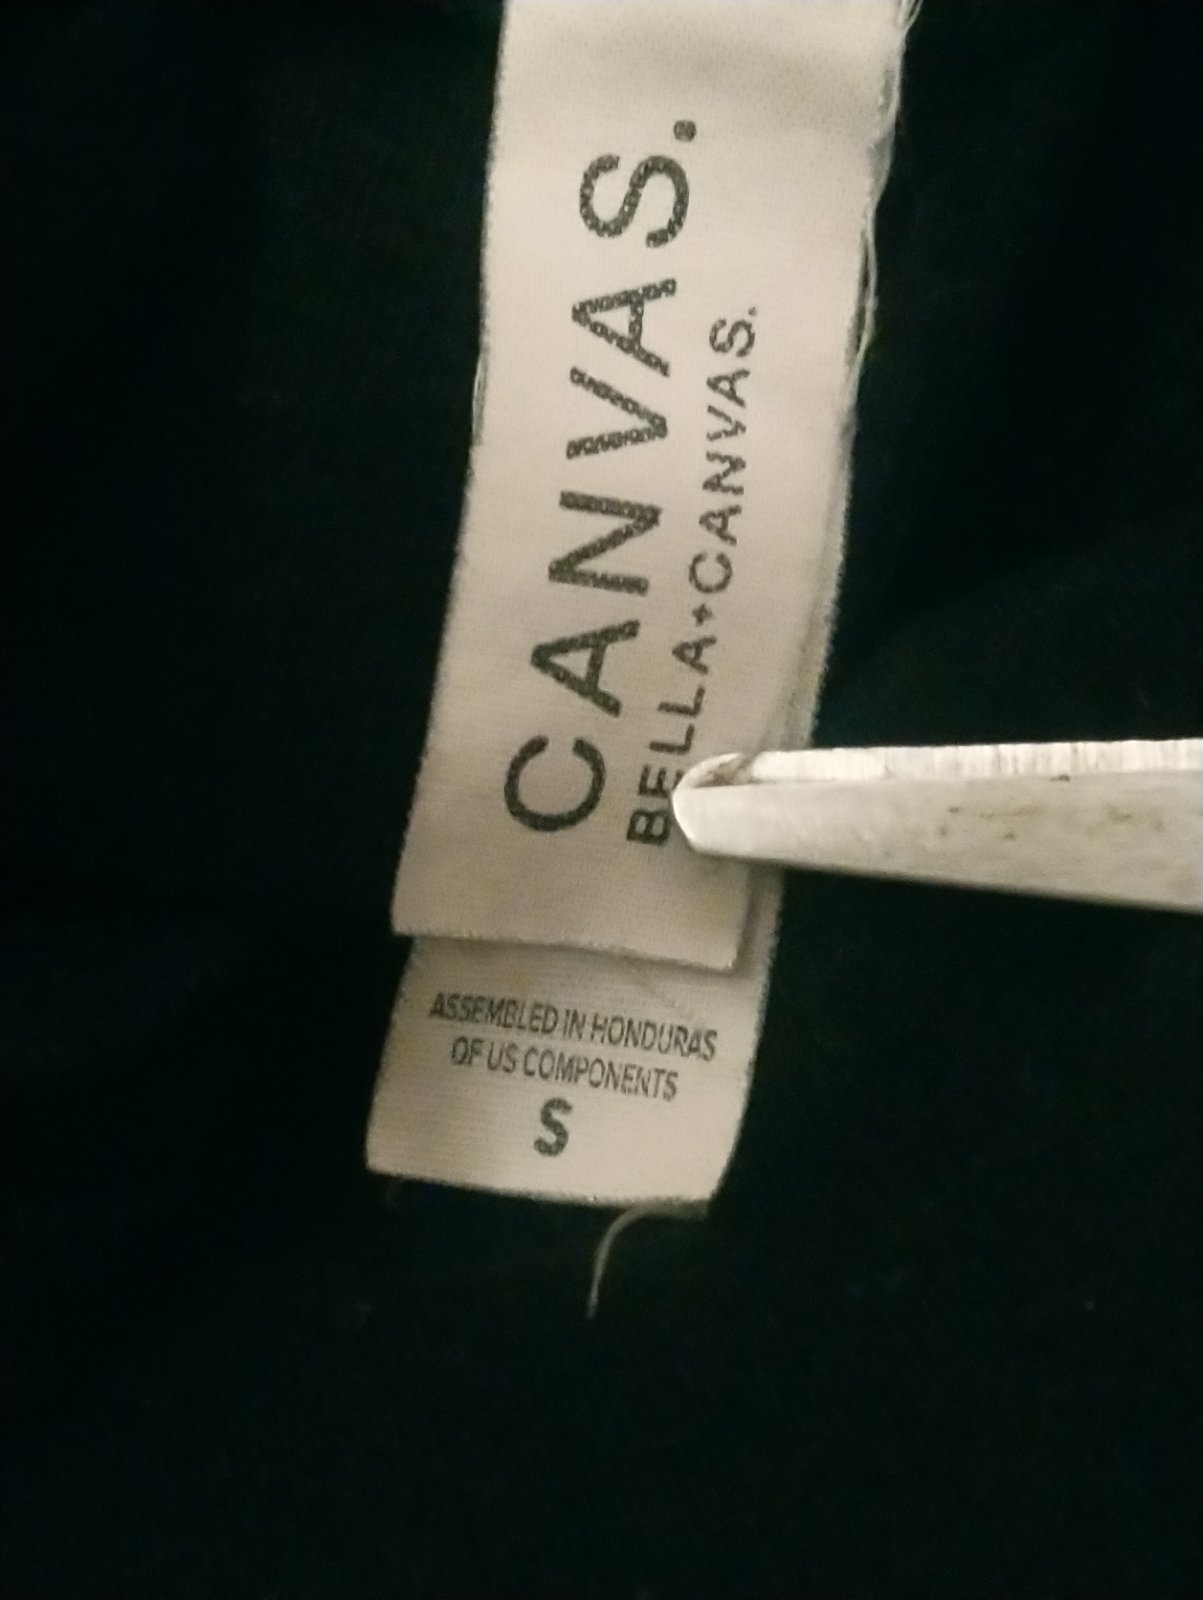 CANVAS.
BELLA+CANVAS.
ASSEMBLED IN HONDURAS
OF US COMPONENTS
S